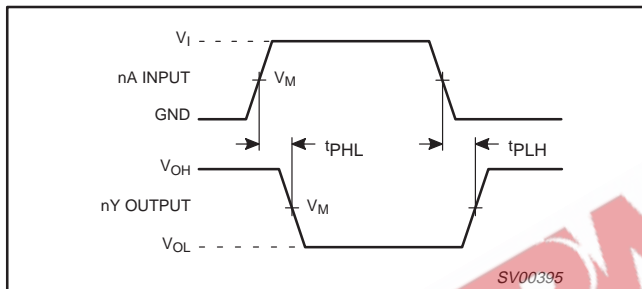 VI
nA INPUT
VM
GND
tPHL
tPLH
VOH
nY OUTPUT
VM
VOL
SV00395